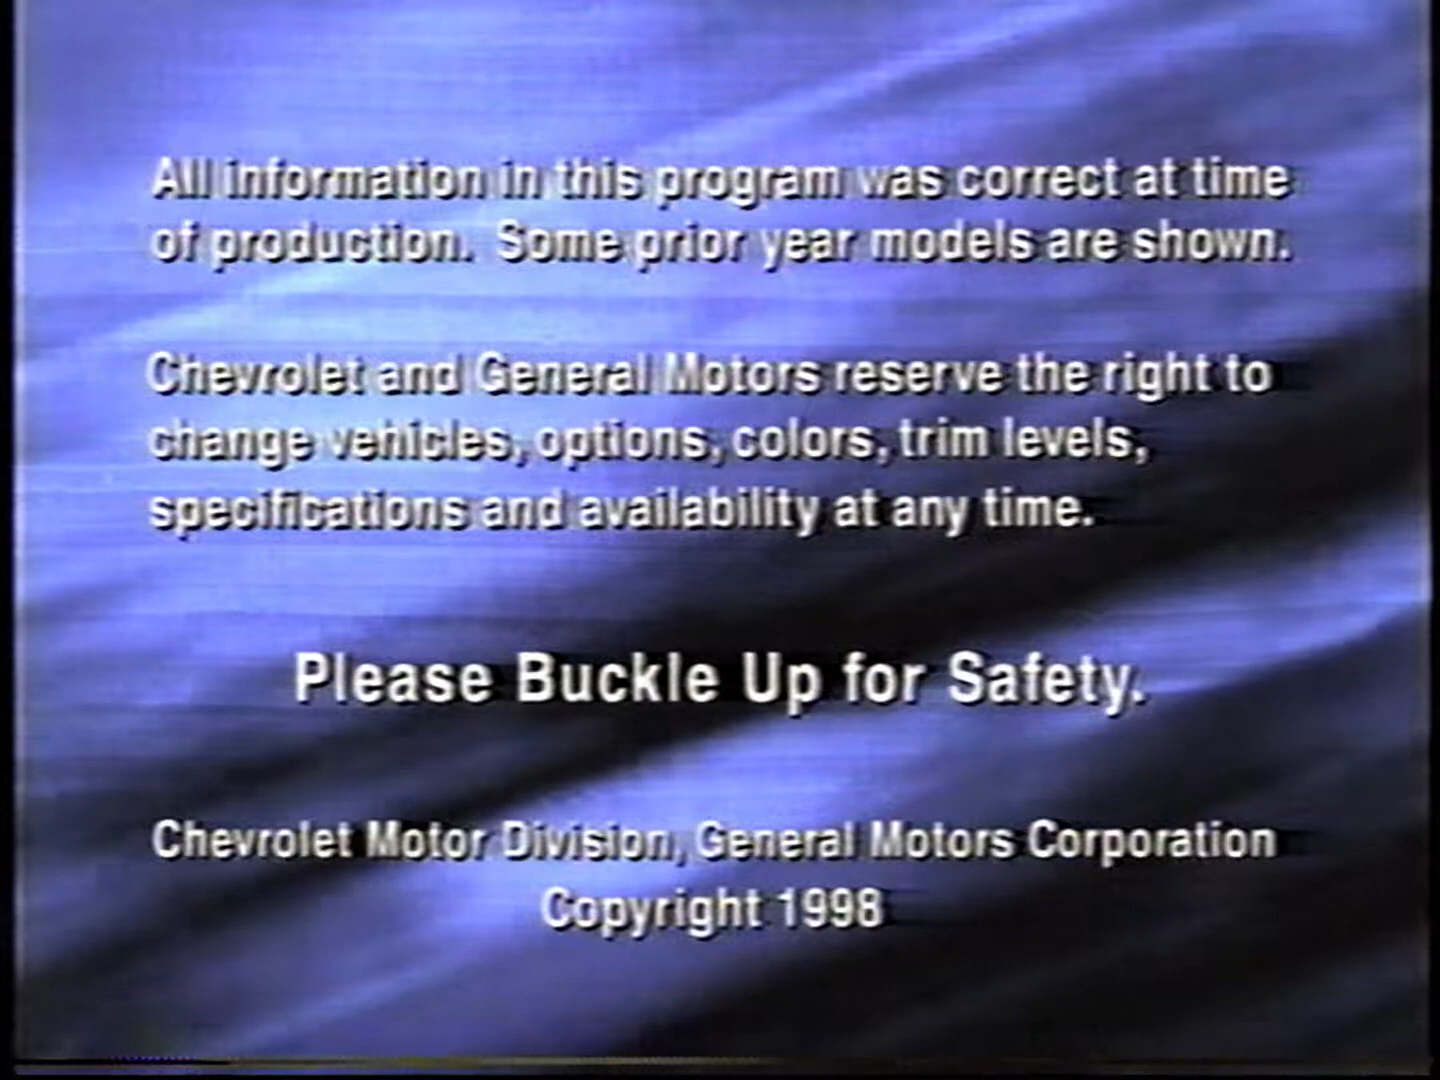 All information in this program was correct at time
of production. Some prior year models are shown.
Chevrolet and General Motors reserve the right to
change vehicles, options, colors, trim levels,
specifications and availability at any time.
Please Buckle Up for Safety.
Chevrolet Motor Division, General Motors Corporation
Copyright 1998